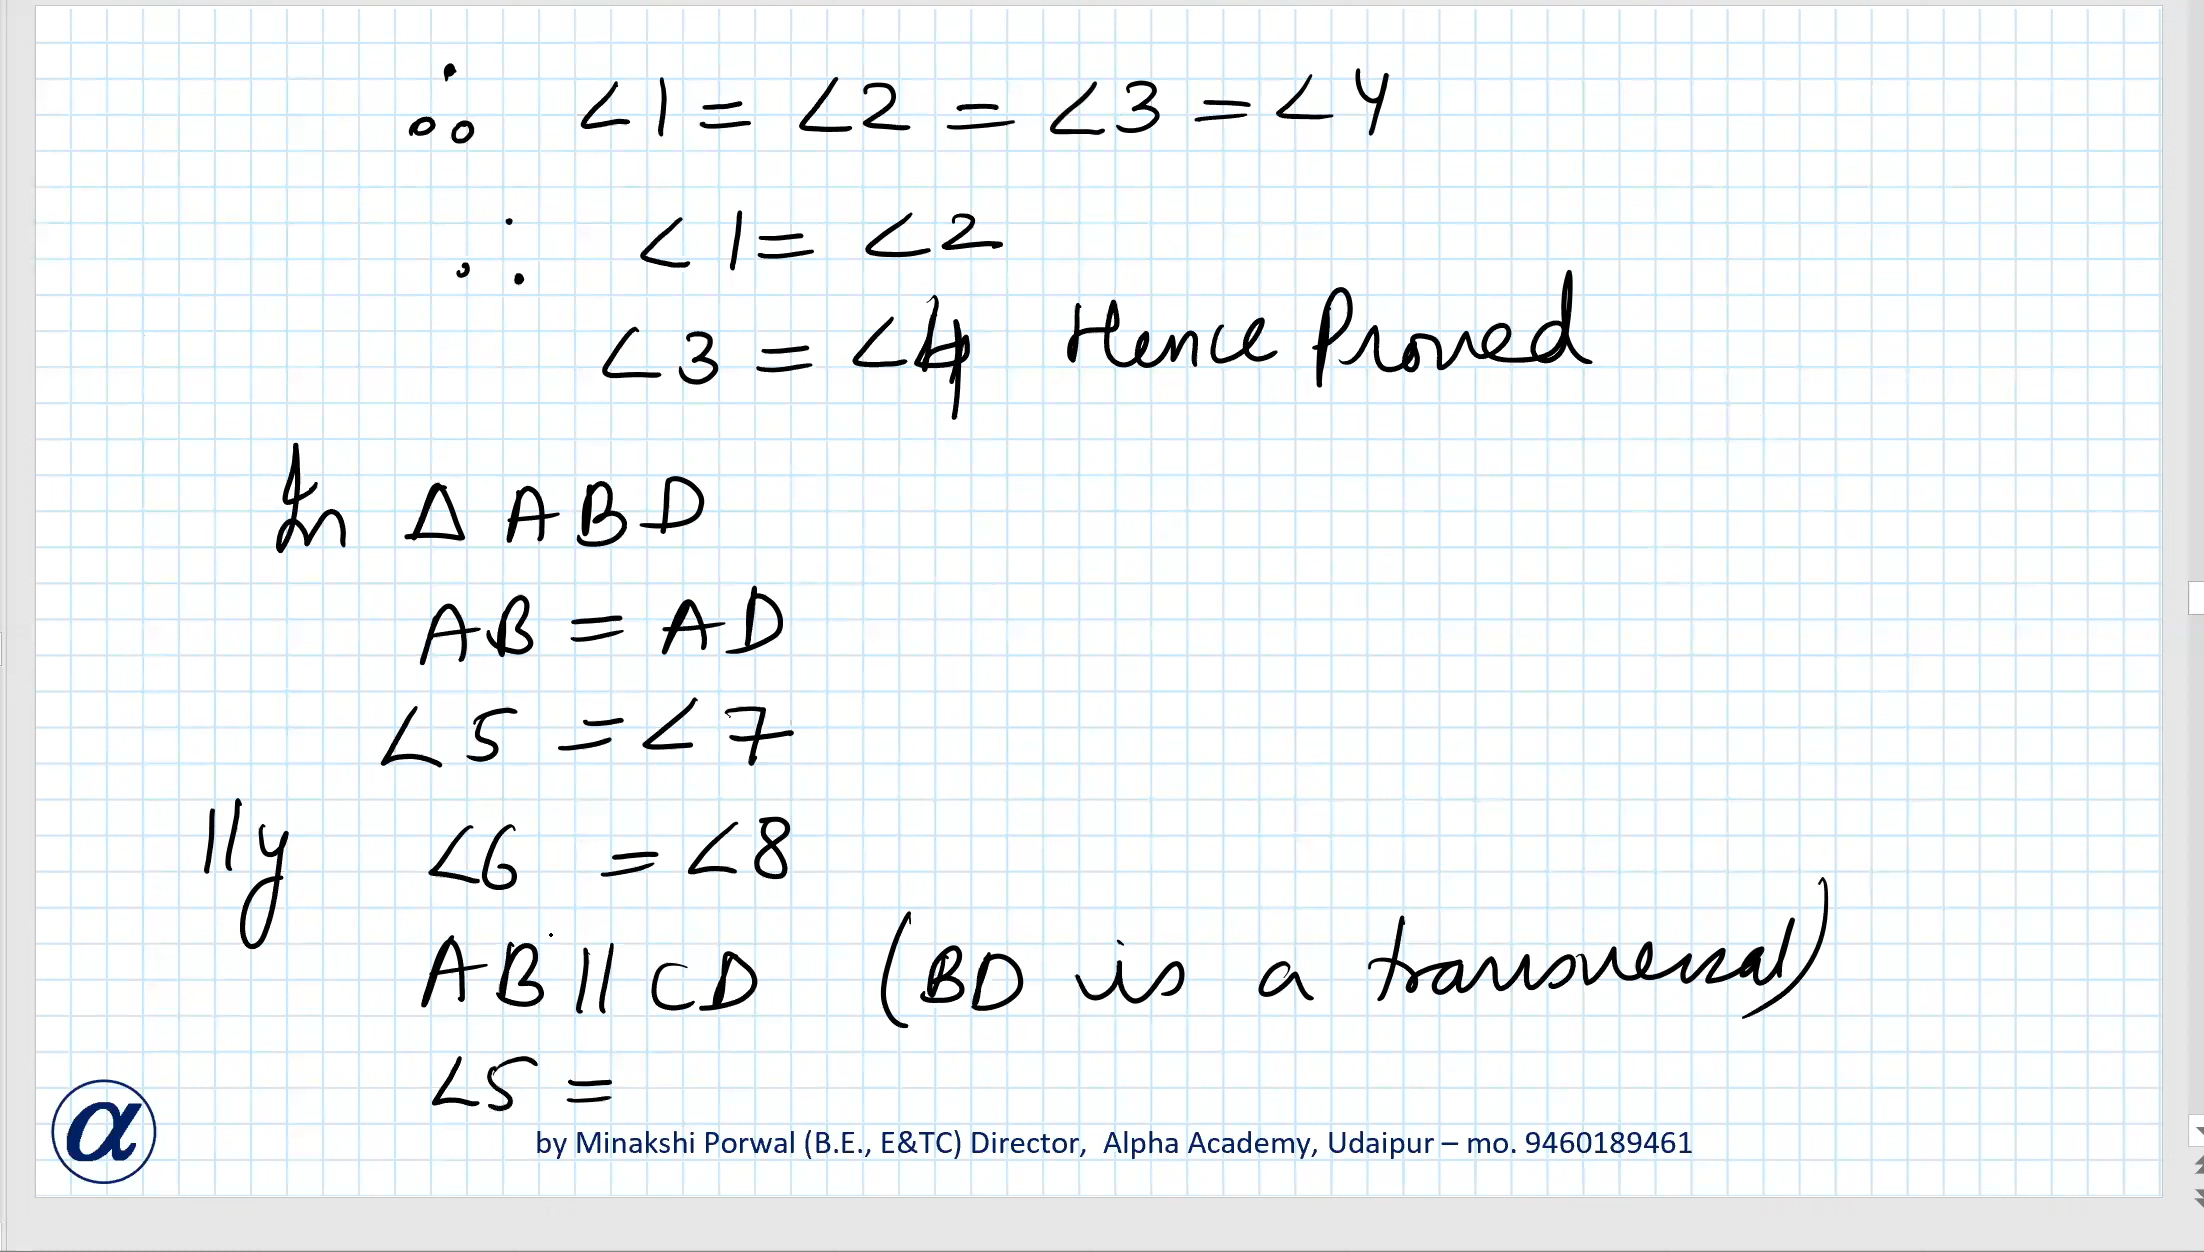 ∴ ∠1 = ∠2 = ∠3 = ∠4
∴ ∠1 = ∠2
∠3 = ∠4 Hence Proved
In Δ ABD
AB = AD
∠5 = ∠7
||y ∠6 = ∠8
AB || CD (BD is a transversal)
∠5 =
α
by Minakshi Porwal (B.E., E&TC) Director, Alpha Academy, Udaipur – mo. 9460189461